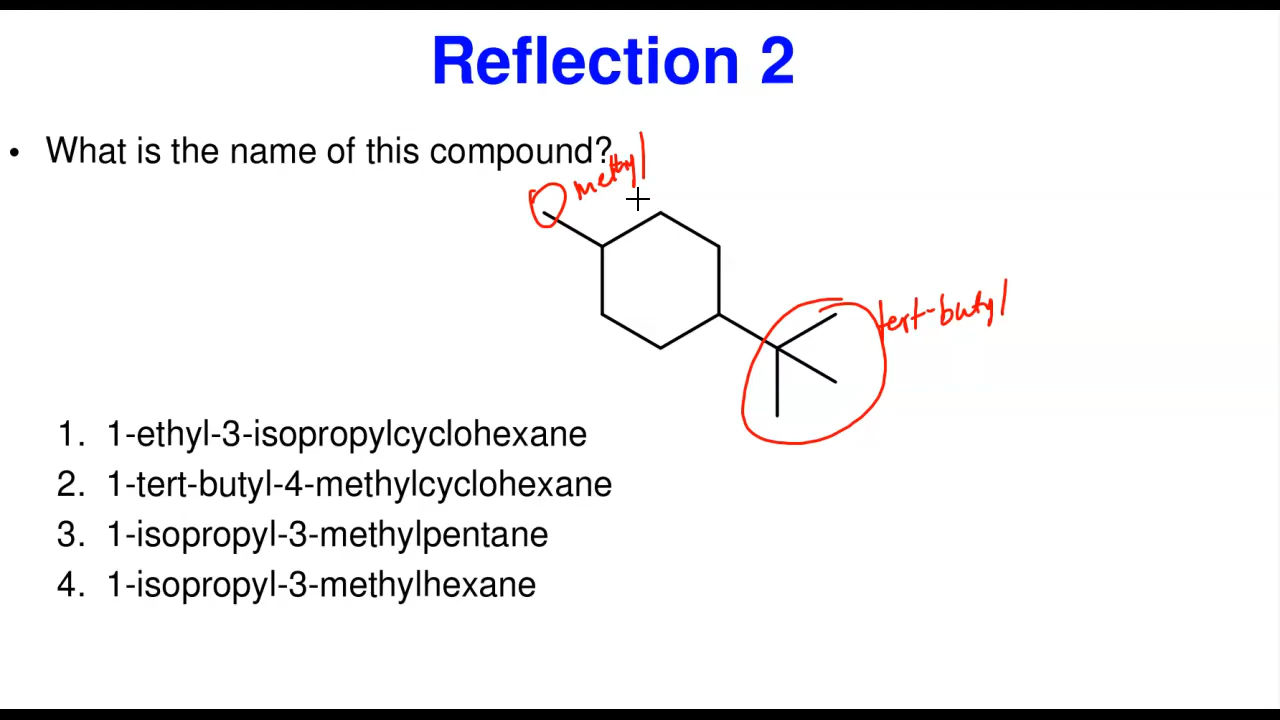 Reflection 2
• What is the name of this compound?
methyl
tert-butyl
1. 1-ethyl-3-isopropylcyclohexane
2. 1-tert-butyl-4-methylcyclohexane
3. 1-isopropyl-3-methylpentane
4. 1-isopropyl-3-methylhexane